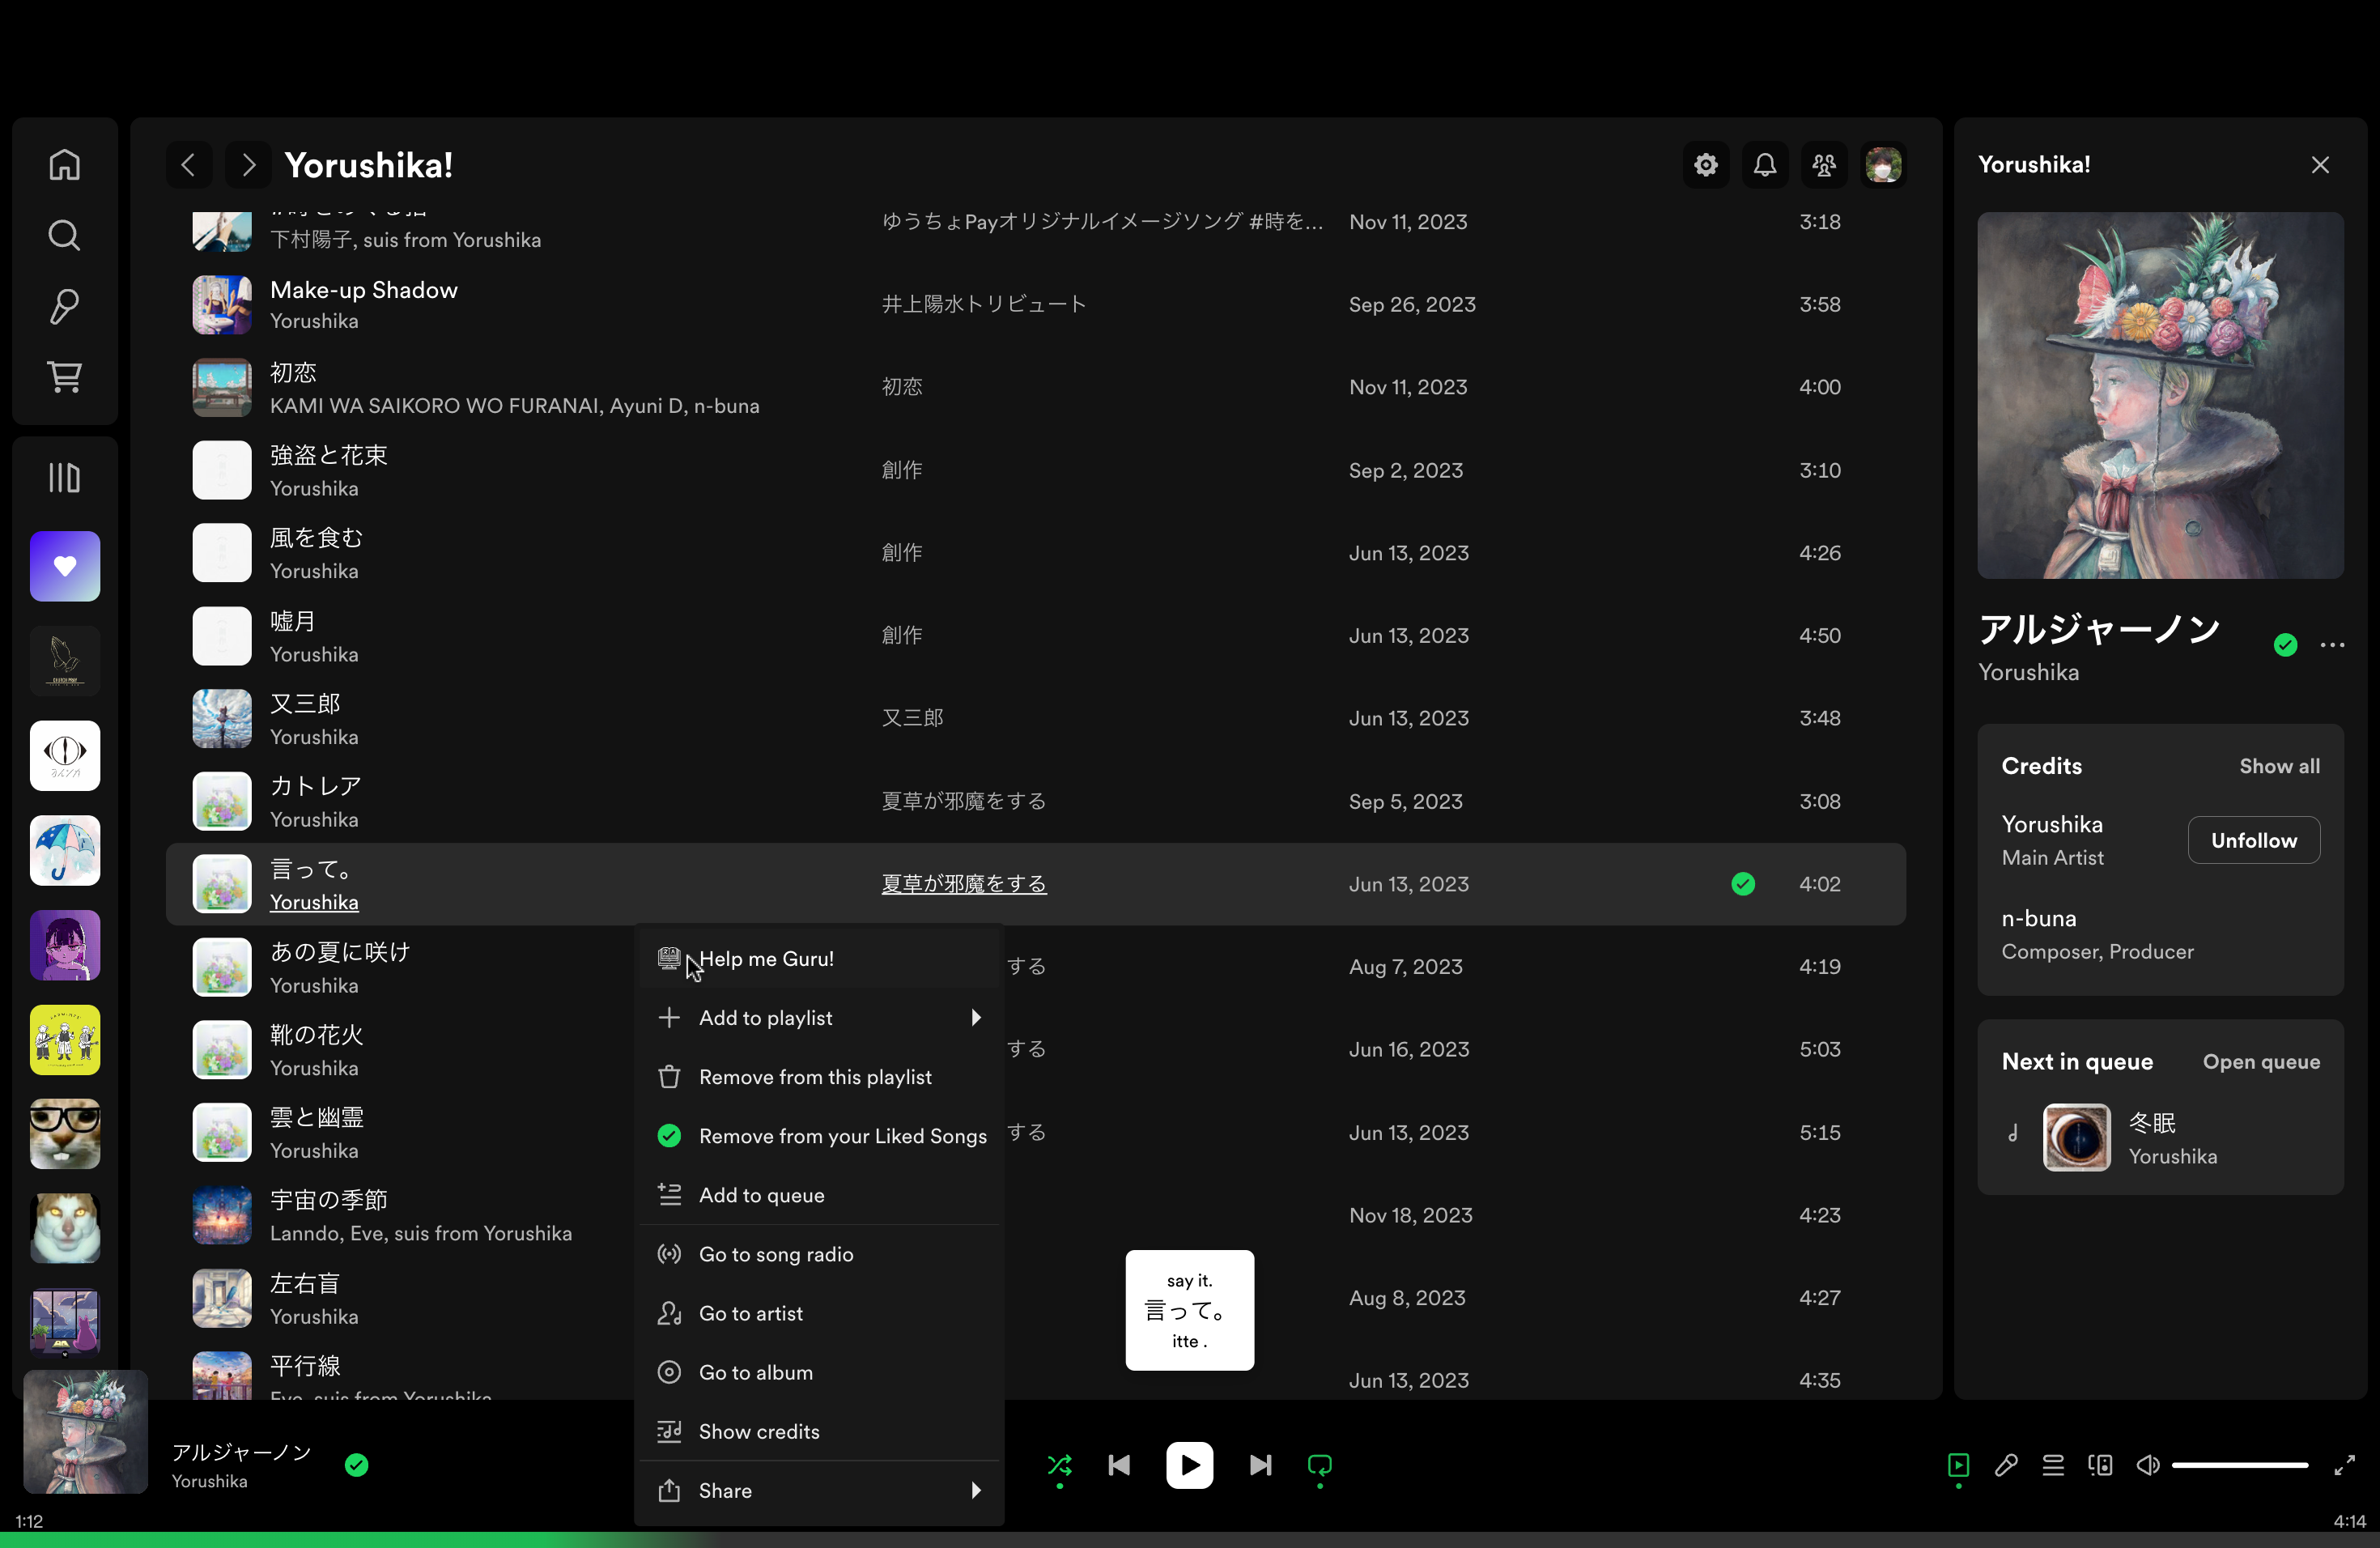 Yorushika!
下村陽子, suis from Yorushika
ゆうちょPayオリジナルイメージソング #時を...
Nov 11, 2023
3:18
Make-up Shadow
Yorushika
井上陽水トリビュート
Sep 26, 2023
3:58
初恋
KAMI WA SAIKORO WO FURANAI, Ayuni D, n-buna
初恋
Nov 11, 2023
4:00
強盗と花束
Yorushika
創作
Sep 2, 2023
3:10
風を食む
Yorushika
創作
Jun 13, 2023
4:26
嘘月
Yorushika
創作
Jun 13, 2023
4:50
又三郎
Yorushika
又三郎
Jun 13, 2023
3:48
カトレア
Yorushika
夏草が邪魔をする
Sep 5, 2023
3:08
言って。
Yorushika
夏草が邪魔をする
Jun 13, 2023
4:02
あの夏に咲け
Yorushika
する
Aug 7, 2023
4:19
靴の花火
Yorushika
する
Jun 16, 2023
5:03
雲と幽霊
Yorushika
する
Jun 13, 2023
5:15
宇宙の季節
Lanndo, Eve, suis from Yorushika
Nov 18, 2023
4:23
左右盲
Yorushika
Aug 8, 2023
4:27
平行線
Eve, suis from Yorushika
Jun 13, 2023
4:35
Help me Guru!
Add to playlist
Remove from this playlist
Remove from your Liked Songs
Add to queue
Go to song radio
Go to artist
Go to album
Show credits
Share
say it.
言って。
itte .
Yorushika!
アルジャーノン
Yorushika
Credits
Show all
Yorushika
Main Artist
Unfollow
n-buna
Composer, Producer
Next in queue
Open queue
冬眠
Yorushika
アルジャーノン
Yorushika
1:12
4:14